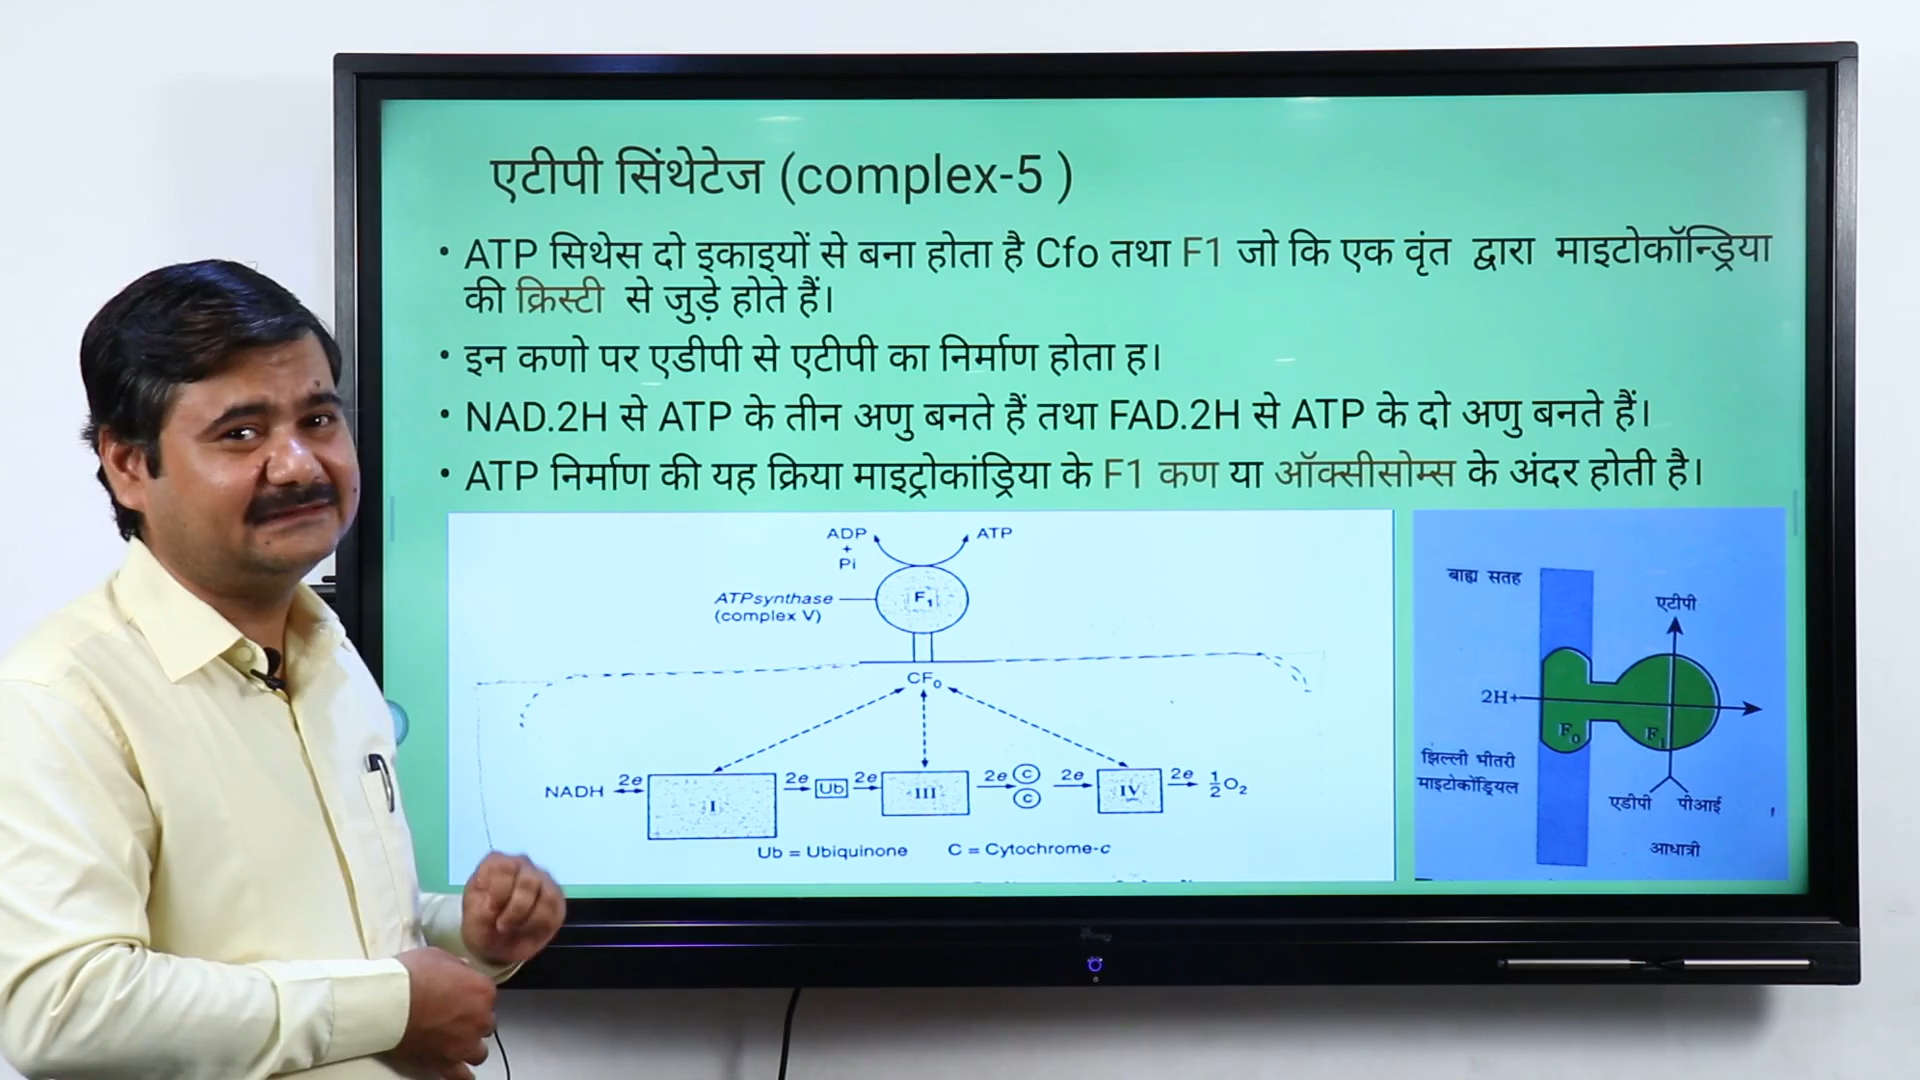 एटीपी सिंथेटेज (complex-5 )
• ATP सिथेस दो इकाइयों से बना होता है Cfo तथा F1 जो कि एक वृंत द्वारा माइटोकॉन्ड्रिया
की क्रिस्टी से जुड़े होते हैं।
• इन कणो पर एडीपी से एटीपी का निर्माण होता ह।
• NAD.2H से ATP के तीन अणु बनते हैं तथा FAD.2H से ATP के दो अणु बनते हैं।
• ATP निर्माण की यह क्रिया माइट्रोकांड्रिया के F1 कण या ऑक्सीसोम्स के अंदर होती है।
ADP
+
Pi
ATP
ATPsynthase
(complex V)
F1
CF0
NADH 2e I 2e Ub 2e III 2e C C 2e IV 2e 1/2 O2
Ub = Ubiquinone C = Cytochrome-c
बाह्य सतह
एटीपी
2H+
F0 F1
झिल्ली भीतरी
माइटोकोंड्रियल
एडीपी पीआई
आधात्री